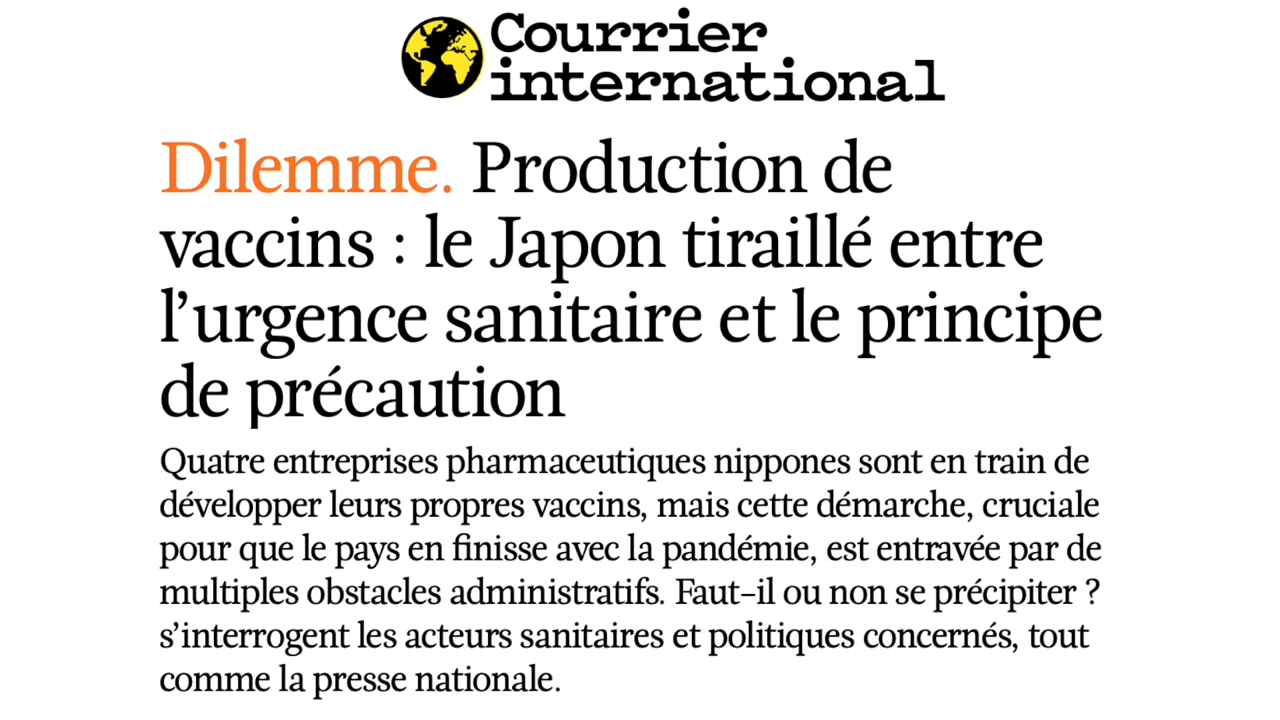 Courrier
international
Dilemme. Production de
vaccins : le Japon tiraillé entre
l’urgence sanitaire et le principe
de précaution
Quatre entreprises pharmaceutiques nippones sont en train de
développer leurs propres vaccins, mais cette démarche, cruciale
pour que le pays en finisse avec la pandémie, est entravée par de
multiples obstacles administratifs. Faut-il ou non se précipiter ?
s’interrogent les acteurs sanitaires et politiques concernés, tout
comme la presse nationale.